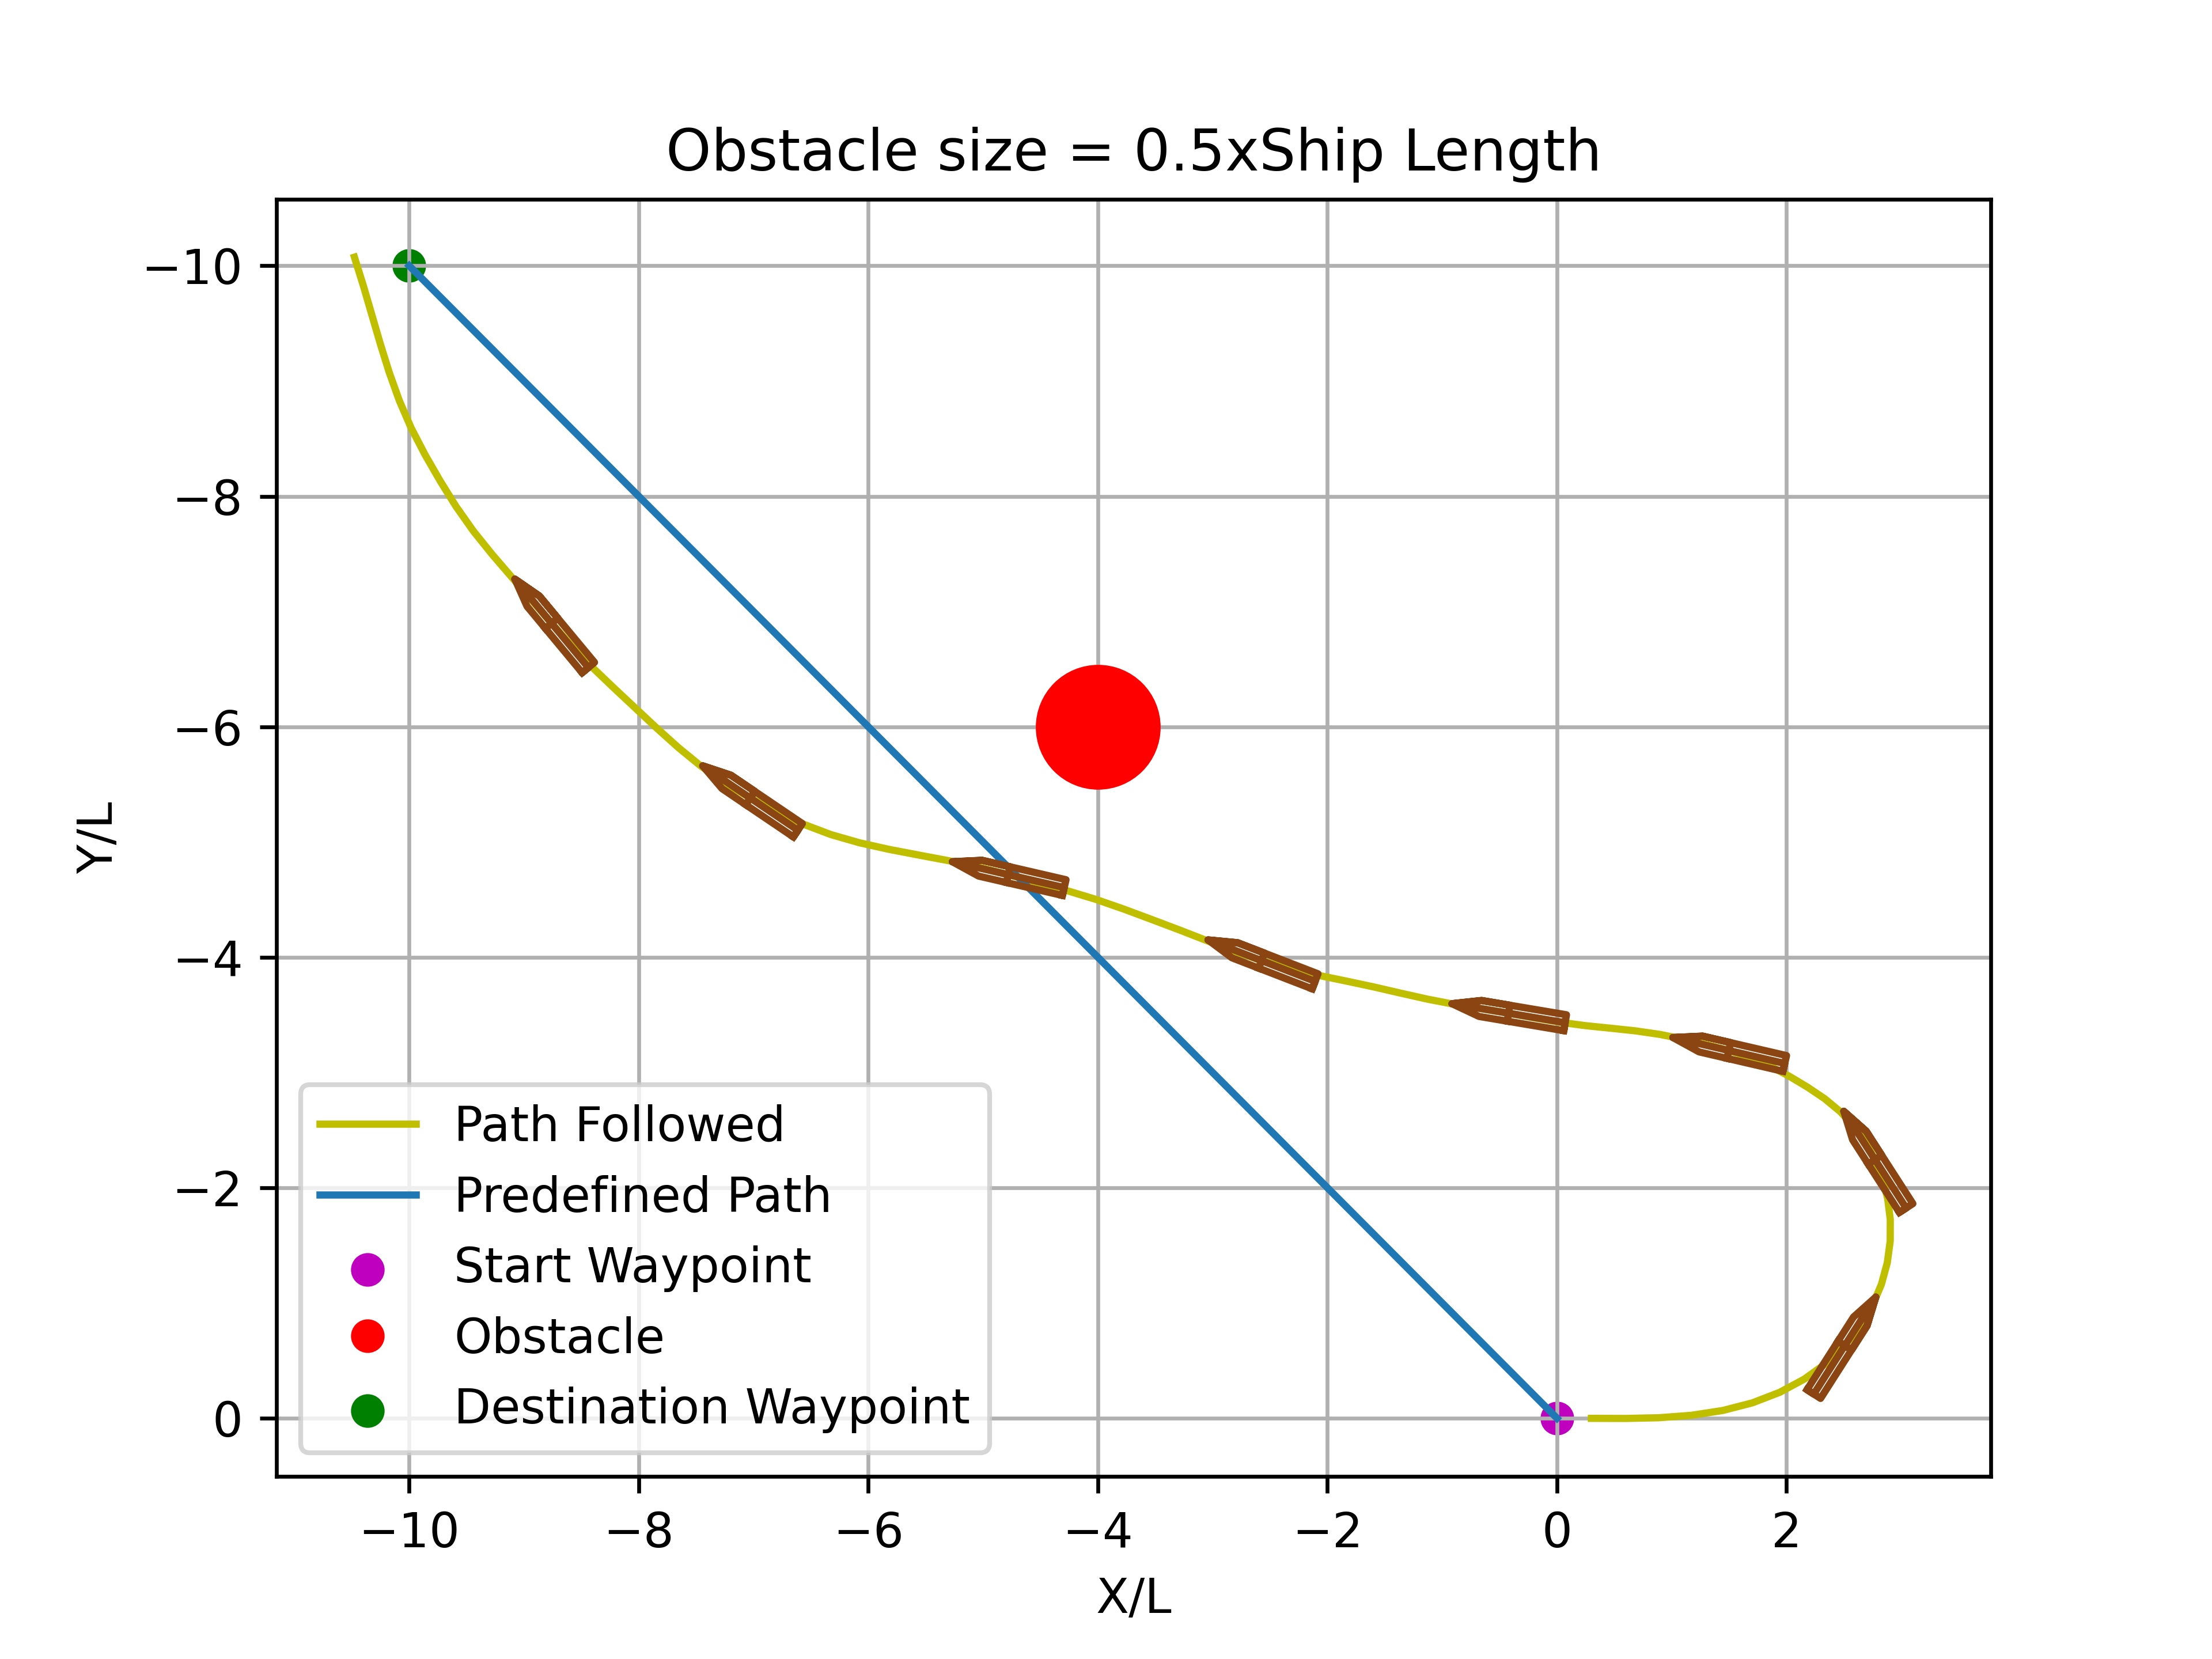 Obstacle size = 0.5xShip Length
−10
−8
−6
−4
−2
0
Y/L
Path Followed
Predefined Path
Start Waypoint
Obstacle
Destination Waypoint
−10 −8 −6 −4 −2 0 2
X/L